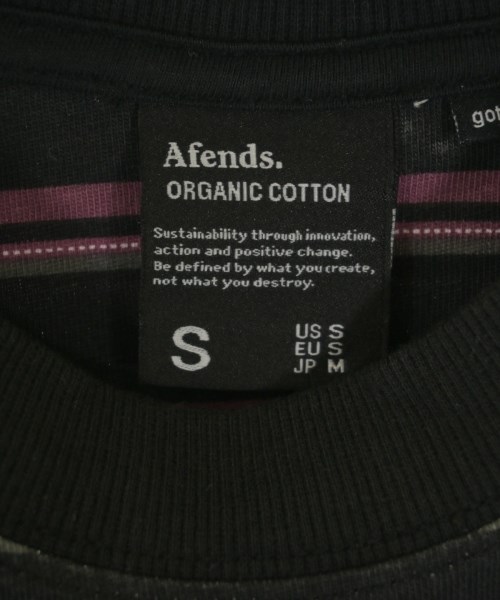 Afends.
ORGANIC COTTON
Sustainability through innovation,
action and positive change.
Be defined by what you create,
not what you destroy.
S
US S
EU S
JP M